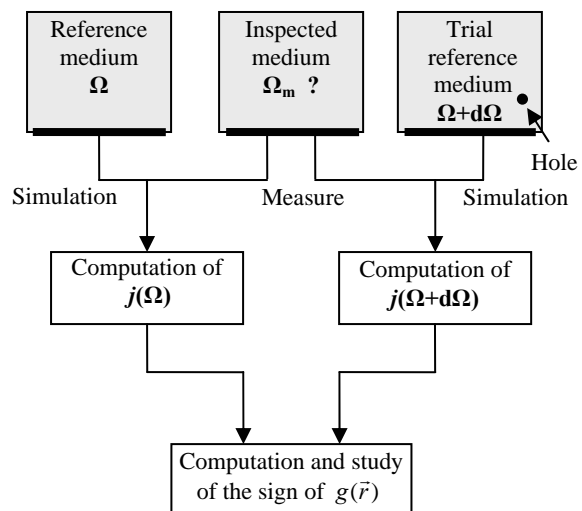 Reference
medium
Ω
Inspected
medium
Ωm ?
Trial
reference
medium
Ω+dΩ
Hole
Simulation
Measure
Simulation
Computation of
j(Ω)
Computation of
j(Ω+dΩ)
Computation and study
of the sign of g(r⃗)